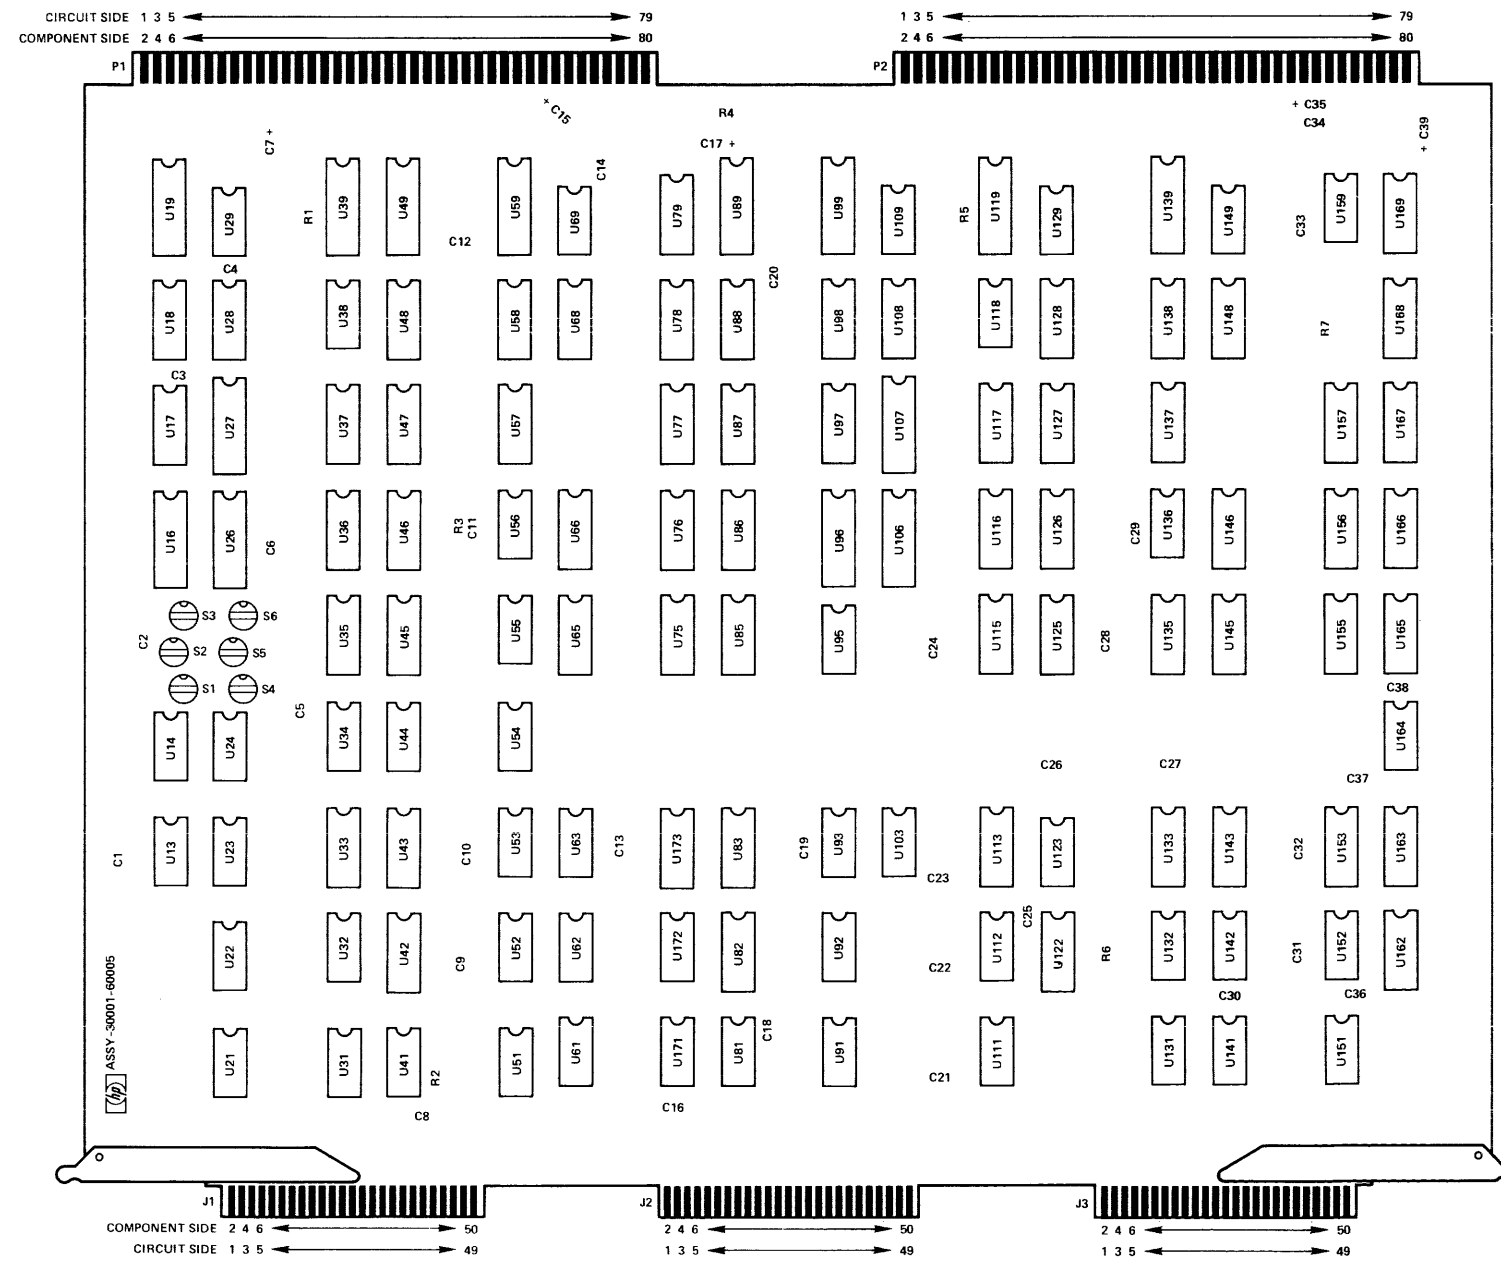 CIRCUIT SIDE 1 3 5 79 1 3 5 79
COMPONENT SIDE 2 4 6 80 2 4 6 80
P1 P2
+ C15 R4 + C35
C34
C7 + C17 + + C39
C14
U19 U29 R1 U39 U49 C12 U59 U69 U79 U89 U99 U109 R5 U119 U129 U139 U149 C33 U159 U169
C4 C20
U18 U28 U38 U48 U58 U68 U78 U88 U98 U108 U118 U128 U138 U148 R7 U168
C3
U17 U27 U37 U47 U57 U77 U87 U97 U107 U117 U127 U137 U157 U167
U16 U26 C6 U36 U46 R3 C11 U56 U66 U76 U86 U96 U106 U116 U126 C29 U136 U146 U156 U166
S3 S6
C2 S2 S5 U35 U45 U55 U65 U75 U85 U95 C24 U115 U125 C28 U135 U145 U155 U165
S1 S4 C38
C5
U14 U24 U34 U44 U54 U164
C26 C27 C37
C1 U13 U23 U33 U43 C10 U53 U63 C13 U173 U83 C19 U93 U103 U113 U123 U133 U143 C32 U153 U163
C23
C25
U22 U32 U42 C9 U52 U62 U172 U82 U92 C22 U112 U122 R6 U132 U142 C31 U152 U162
C30 C36
C18
U21 U31 U41 R2 U51 U61 U171 U81 U91 C21 U111 U131 U141 U151
C8 C16
hp ASSY-30001-60005
J1 J2 J3
COMPONENT SIDE 2 4 6 50 2 4 6 50 2 4 6 50
CIRCUIT SIDE 1 3 5 49 1 3 5 49 1 3 5 49